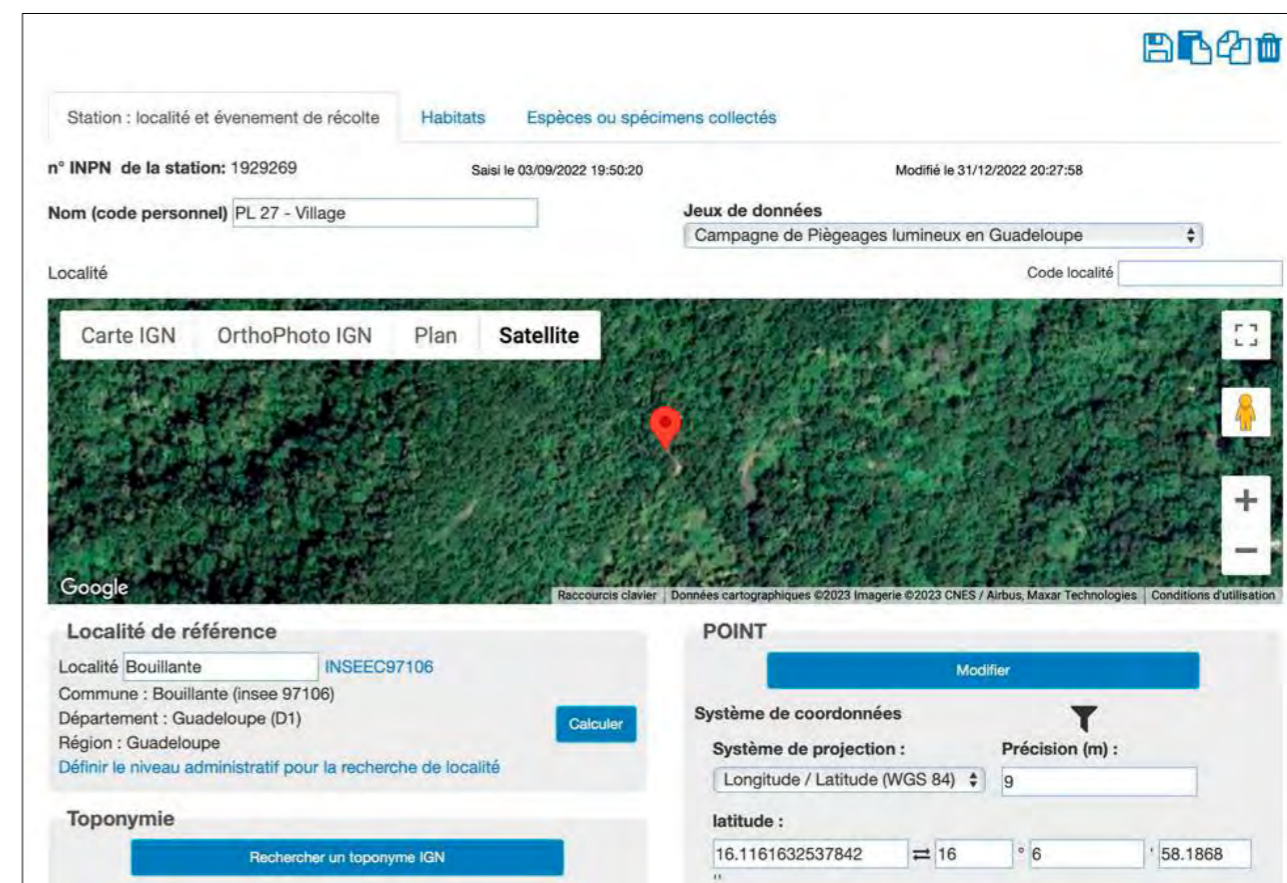 Station : localité et évenement de récolte Habitats Espèces ou spécimens collectés
n° INPN de la station: 1929269 Saisi le 03/09/2022 19:50:20 Modifié le 31/12/2022 20:27:58
Nom (code personnel) PL 27 - Village
Jeux de données
Campagne de Piègeages lumineux en Guadeloupe
Localité Code localité
Carte IGN OrthoPhoto IGN Plan Satellite
Google
Raccourcis clavier Données cartographiques ©2023 Imagerie ©2023 CNES / Airbus, Maxar Technologies Conditions d'utilisation
Localité de référence
Localité Bouillante INSEEC97106
Commune : Bouillante (insee 97106)
Département : Guadeloupe (D1)
Calculer
Région : Guadeloupe
Définir le niveau administratif pour la recherche de localité
Toponymie
Rechercher un toponyme IGN
POINT
Modifier
Système de coordonnées
Système de projection : Précision (m) :
Longitude / Latitude (WGS 84) 9
latitude :
16.1161632537842 ⇄ 16 ° 6 ' 58.1868
"